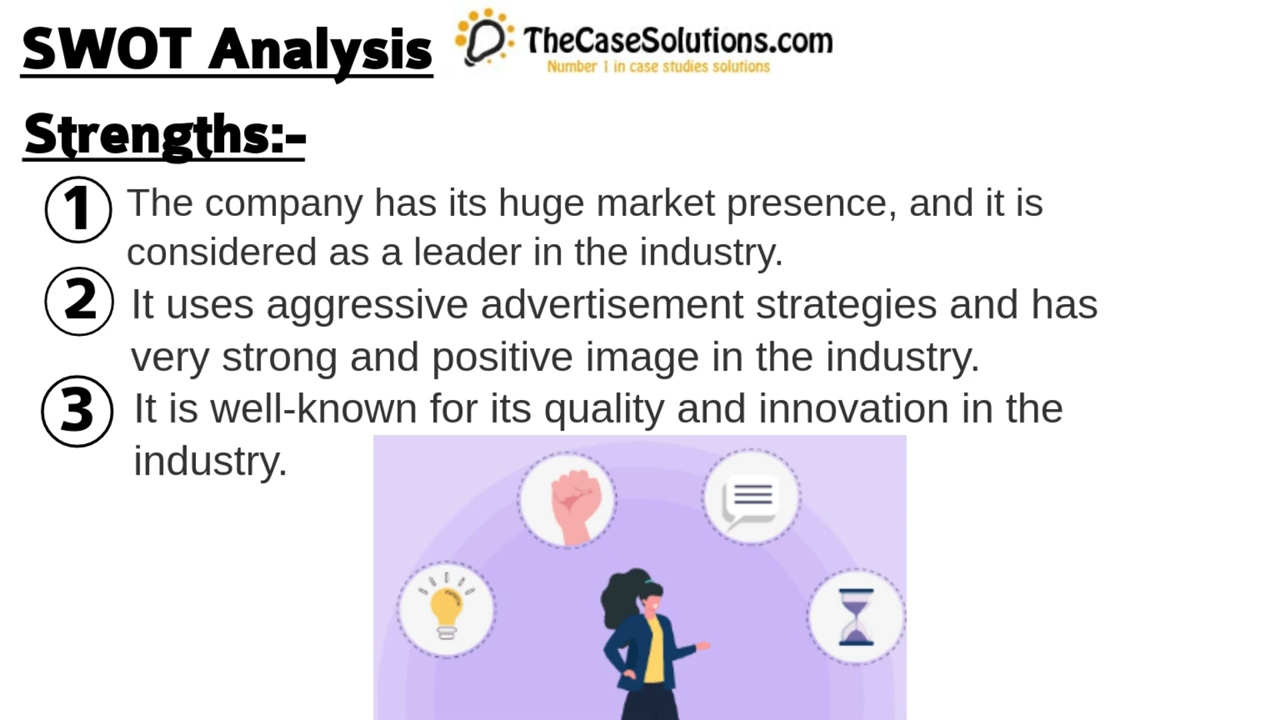 SWOT Analysis
TheCaseSolutions.com
Number 1 in case studies solutions
Strengths:-
1 The company has its huge market presence, and it is
considered as a leader in the industry.
2 It uses aggressive advertisement strategies and has
very strong and positive image in the industry.
3 It is well-known for its quality and innovation in the
industry.